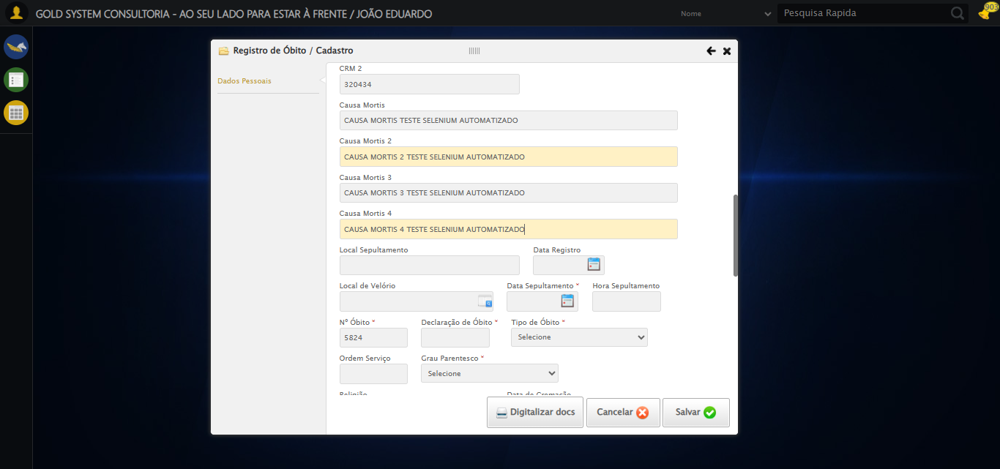 GOLD SYSTEM CONSULTORIA - AO SEU LADO PARA ESTAR À FRENTE / JOÃO EDUARDO
Nome
Pesquisa Rapida
903
Registro de Óbito / Cadastro
Dados Pessoais
CRM 2
320434
Causa Mortis
CAUSA MORTIS TESTE SELENIUM AUTOMATIZADO
Causa Mortis 2
CAUSA MORTIS 2 TESTE SELENIUM AUTOMATIZADO
Causa Mortis 3
CAUSA MORTIS 3 TESTE SELENIUM AUTOMATIZADO
Causa Mortis 4
CAUSA MORTIS 4 TESTE SELENIUM AUTOMATIZADO
Local Sepultamento Data Registro
Local de Velório Data Sepultamento * Hora Sepultamento
Nº Óbito * Declaração de Óbito * Tipo de Óbito *
5824 Selecione
Ordem Serviço Grau Parentesco *
Selecione
Religião Data de Cremação
Digitalizar docs Cancelar Salvar